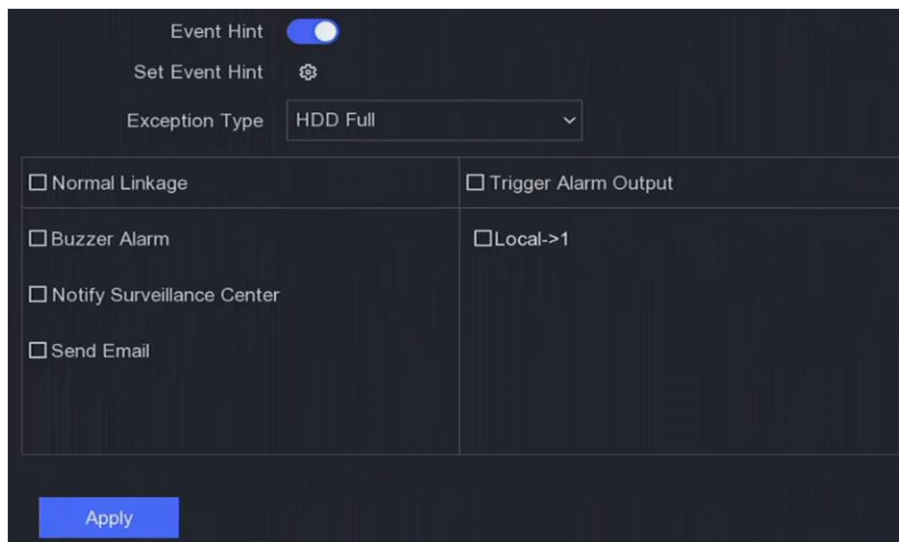 Event Hint
Set Event Hint
Exception Type HDD Full
Normal Linkage Trigger Alarm Output
Buzzer Alarm Local->1
Notify Surveillance Center
Send Email
Apply